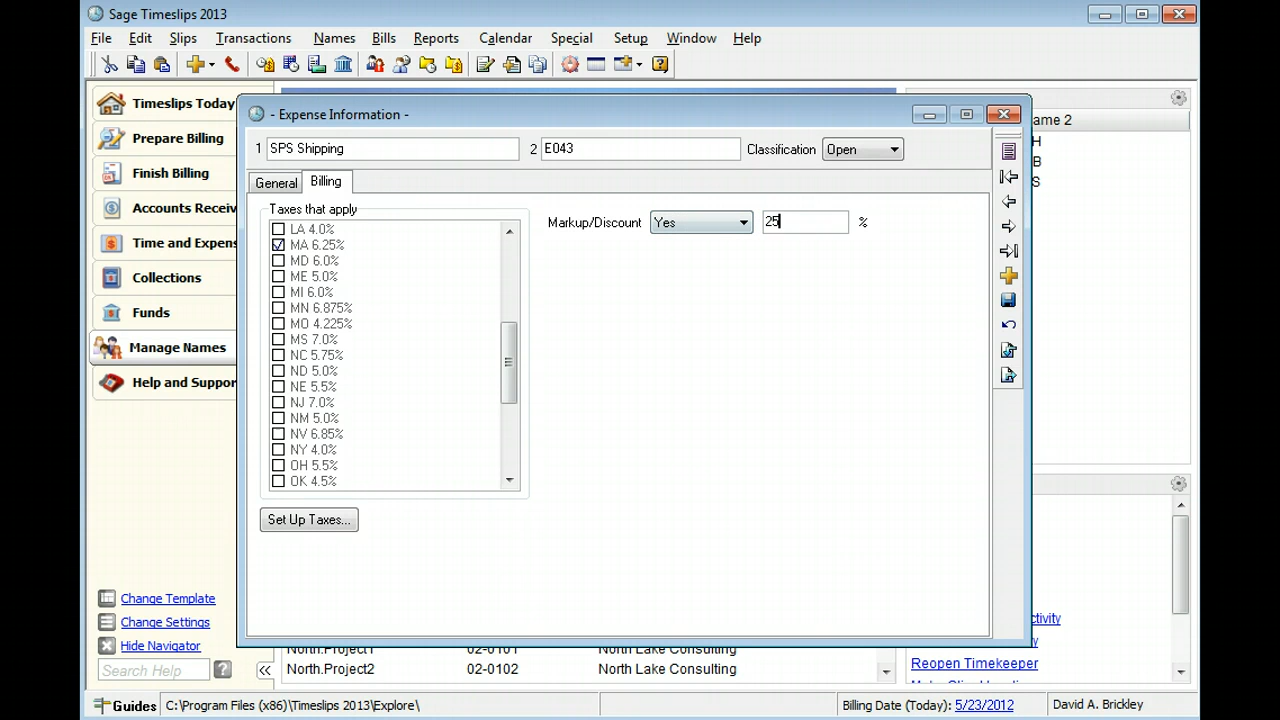 Sage Timeslips 2013
File Edit Slips Transactions Names Bills Reports Calendar Special Setup Window Help
Timeslips Today
Prepare Billing
Finish Billing
Accounts Receiv
Time and Expens
Collections
Funds
Manage Names
Help and Suppor
Change Template
Change Settings
Hide Navigator
Search Help
- Expense Information -
1 SPS Shipping 2 E043 Classification Open
General Billing
Taxes that apply
LA 4.0%
MA 6.25%
MD 6.0%
ME 5.0%
MI 6.0%
MN 6.875%
MO 4.225%
MS 7.0%
NC 5.75%
ND 5.0%
NE 5.5%
NJ 7.0%
NM 5.0%
NV 6.85%
NY 4.0%
OH 5.5%
OK 4.5%
Markup/Discount Yes 25 %
Set Up Taxes...
ame 2
H
B
S
tivity
y
Reopen Timekeeper
North.Project1 02-0101 North Lake Consulting
North.Project2 02-0102 North Lake Consulting
Guides C:\Program Files (x86)\Timeslips 2013\Explore\ Billing Date (Today): 5/23/2012 David A. Brickley